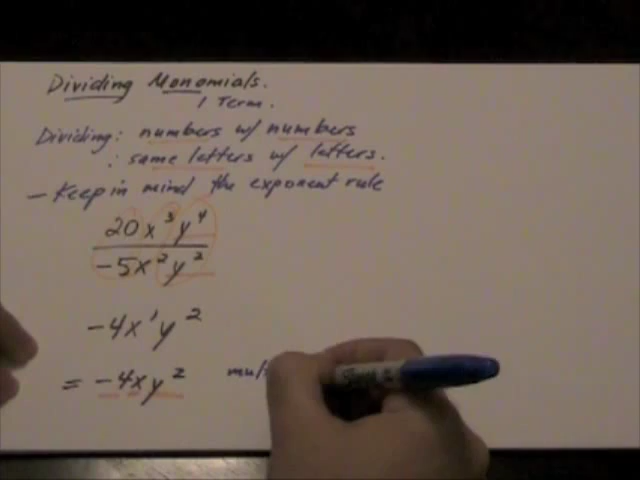 Dividing Monomials.
1 Term.
Dividing: numbers w/ numbers
: same letters w/ letters.
— Keep in mind the exponent rule
20x³y⁴
-5x²y²
-4x¹y²
= -4xy² mul